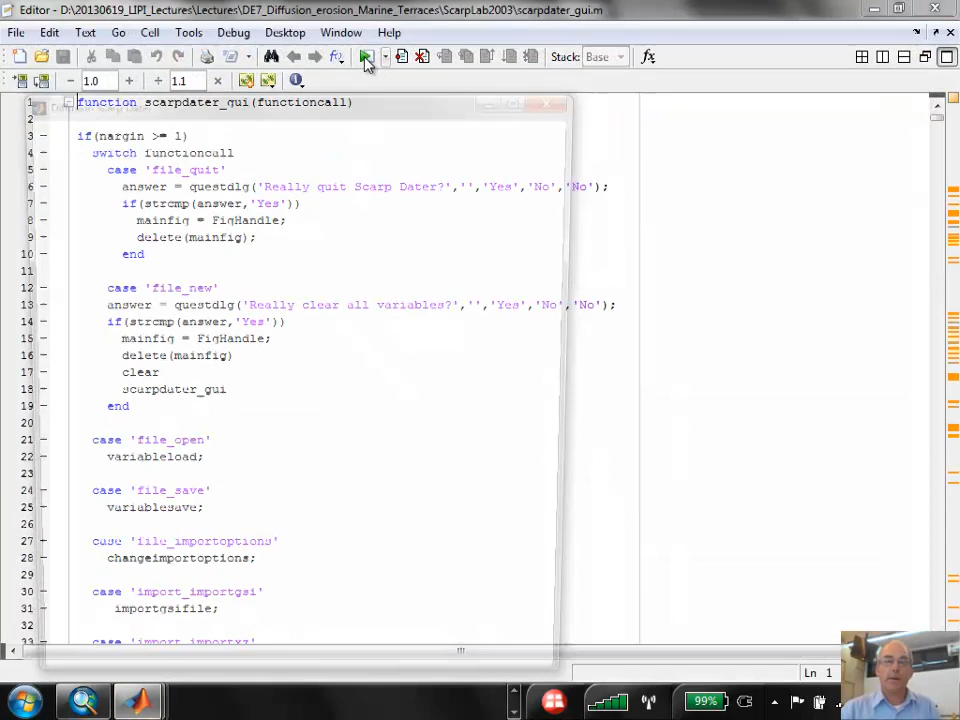 Editor - D:\20130619_LIPI_Lectures\Lectures\DE7_Diffusion_erosion_Marine_Terraces\ScarpLab2003\scarpdater_gui.m
File Edit Text Go Cell Tools Debug Desktop Window Help
Stack: Base fx
− 1.0 + ÷ 1.1 ×
1 function scarpdater_gui(functioncall)
2
3 if(nargin >= 1)
4 switch functioncall
5 case 'file_quit'
6 answer = questdlg('Really quit Scarp Dater?','','Yes','No','No');
7 if(strcmp(answer,'Yes'))
8 mainfig = FigHandle;
9 delete(mainfig);
10 end
11
12 case 'file_new'
13 answer = questdlg('Really clear all variables?','','Yes','No','No');
14 if(strcmp(answer,'Yes'))
15 mainfig = FigHandle;
16 delete(mainfig)
17 clear
18 scarpdater_gui
19 end
20
21 case 'file_open'
22 variableload;
23
24 case 'file_save'
25 variablesave;
26
27 case 'file_importoptions'
28 changeimportoptions;
29
30 case 'import_importgsi'
31 importgsifile;
32
33 case 'import_importxz'
Ln 1
99%